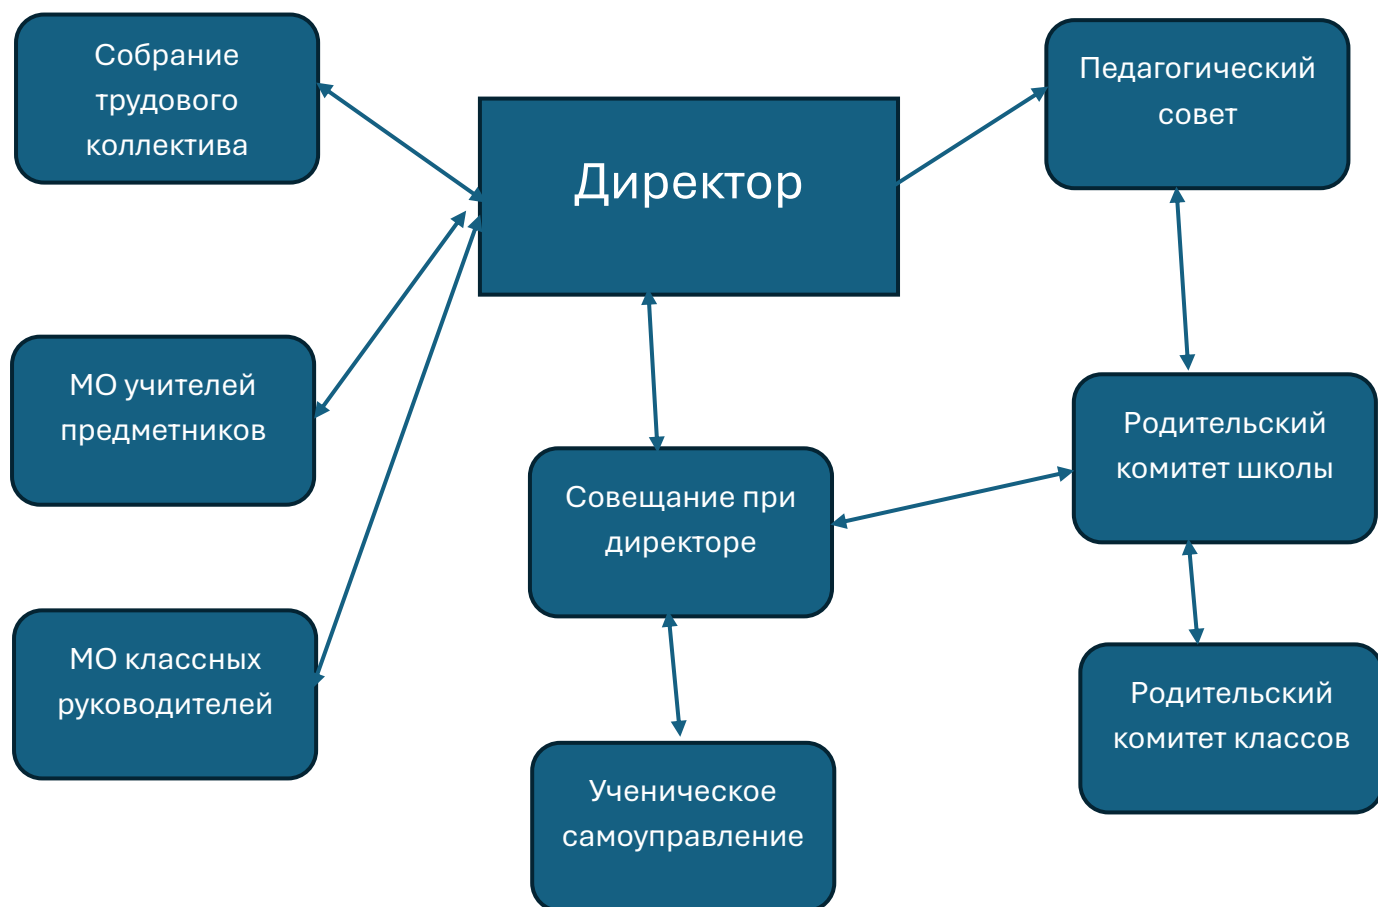 Собрание
трудового
коллектива
Директор
Педагогический
совет
МО учителей
предметников
Совещание при
директоре
Родительский
комитет школы
МО классных
руководителей
Ученическое
самоуправление
Родительский
комитет классов